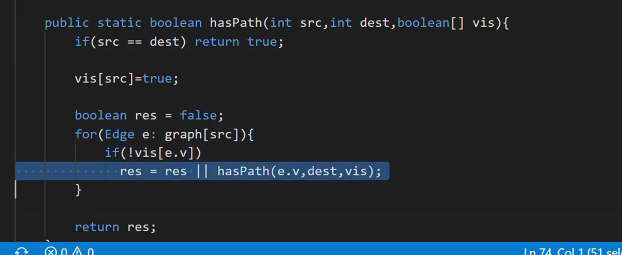 public static boolean hasPath(int src,int dest,boolean[] vis){
if(src == dest) return true;
vis[src]=true;
boolean res = false;
for(Edge e: graph[src]){
if(!vis[e.v])
res = res || hasPath(e.v,dest,vis);
}
return res;
0 0 Ln 74, Col 1 (51 sele